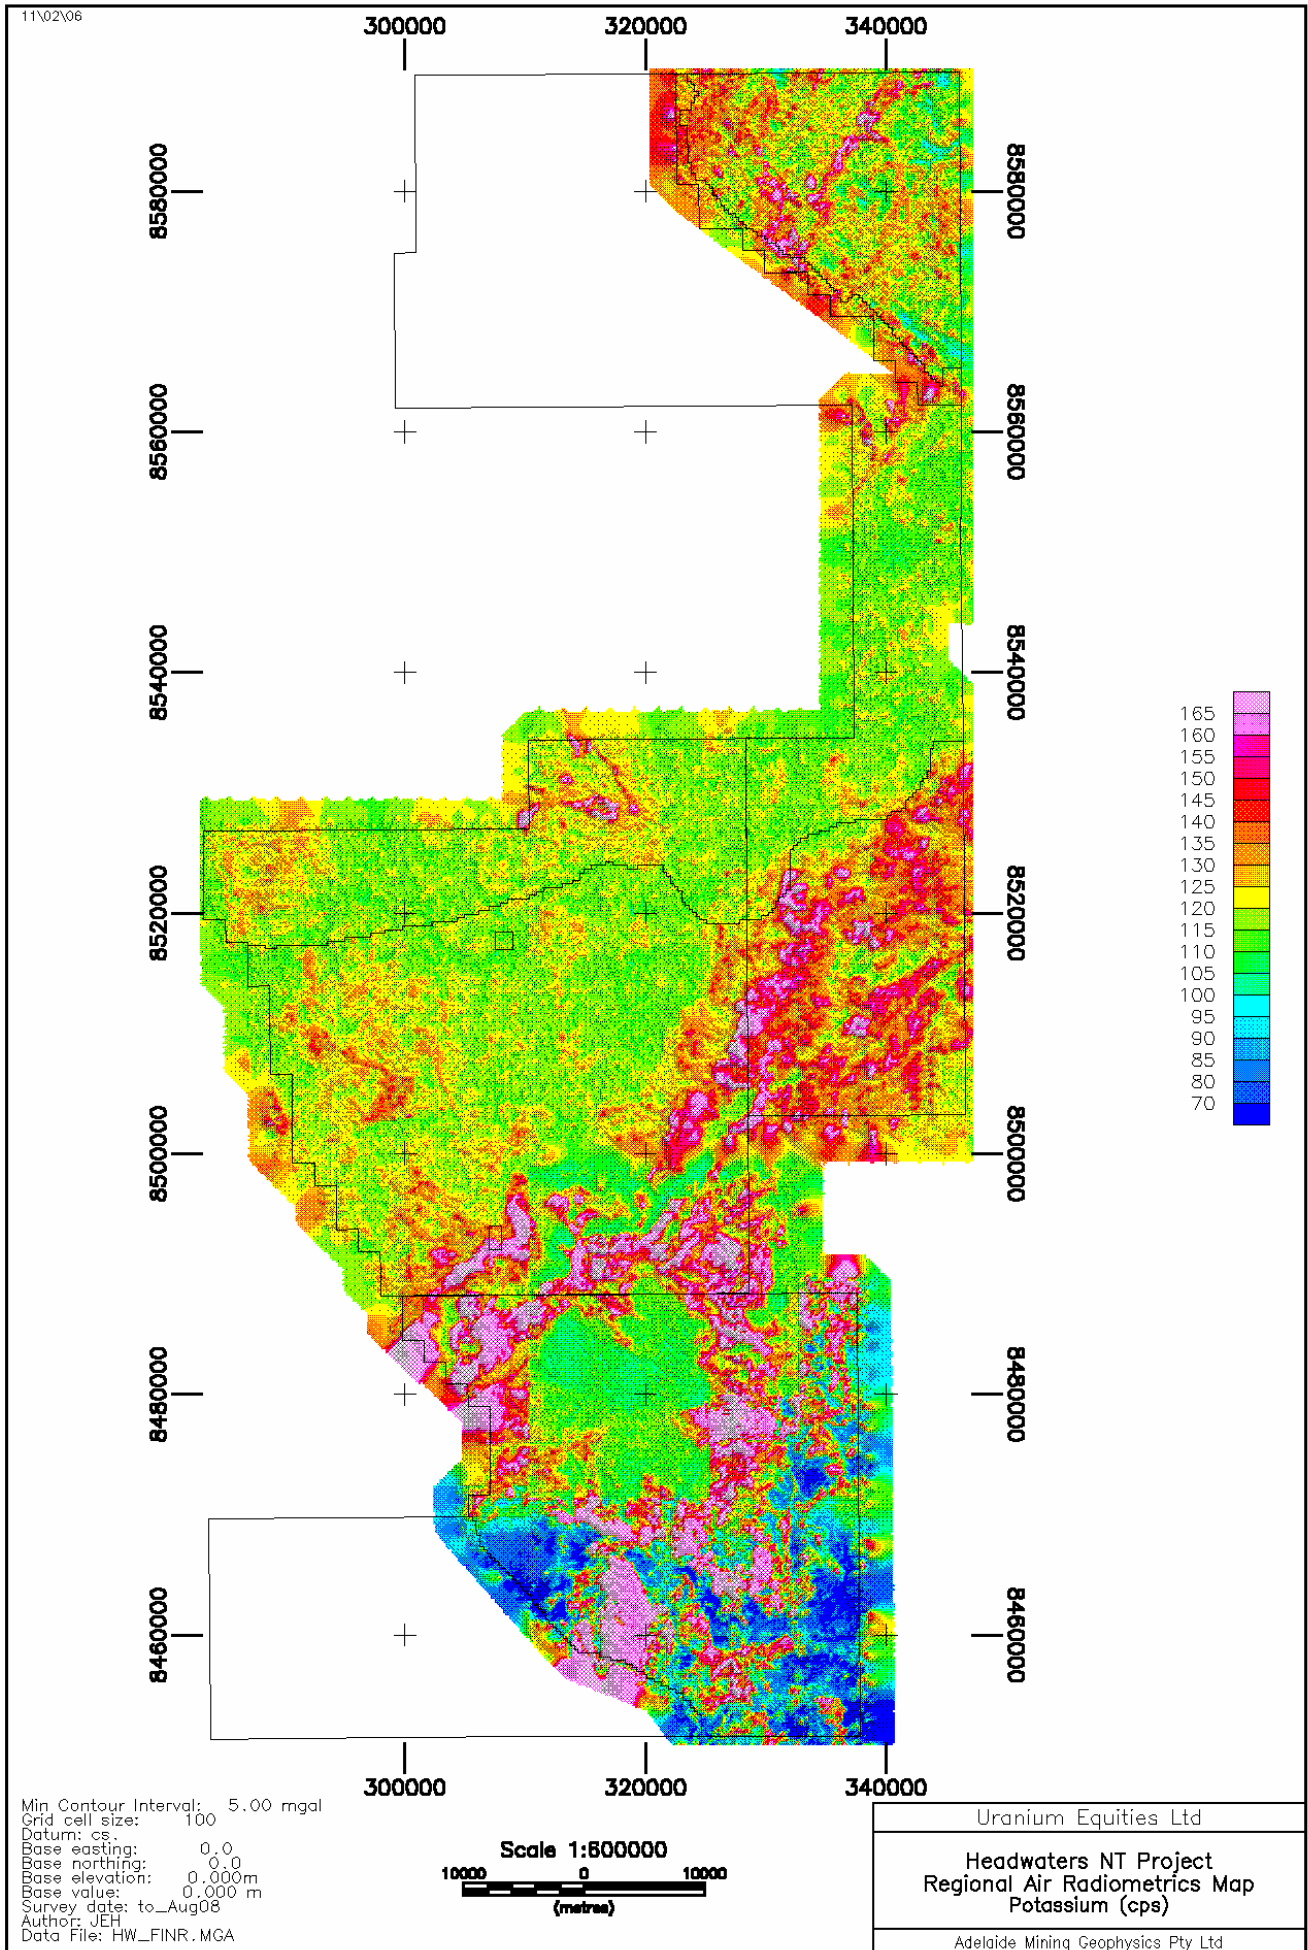 11\02\06
300000 320000 340000
8580000 8580000
8560000 8560000
8540000 8540000
8520000 8520000
8500000 8500000
8480000 8480000
8460000 8460000
165
160
155
150
145
140
135
130
125
120
115
110
105
100
95
90
85
80
70
300000 320000 340000
Min Contour Interval: 5.00 mgal
Grid cell size: 100
Datum: cs.
Base easting: 0.0
Base northing: 0.0
Base elevation: 0.000m
Base value: 0.000 m
Survey date: to_Aug08
Author: JEH
Data File: HW_FINR.MGA
Scale 1:600000
10000 0 10000
(metres)
Uranium Equities Ltd
Headwaters NT Project
Regional Air Radiometrics Map
Potassium (cps)
Adelaide Mining Geophysics Pty Ltd